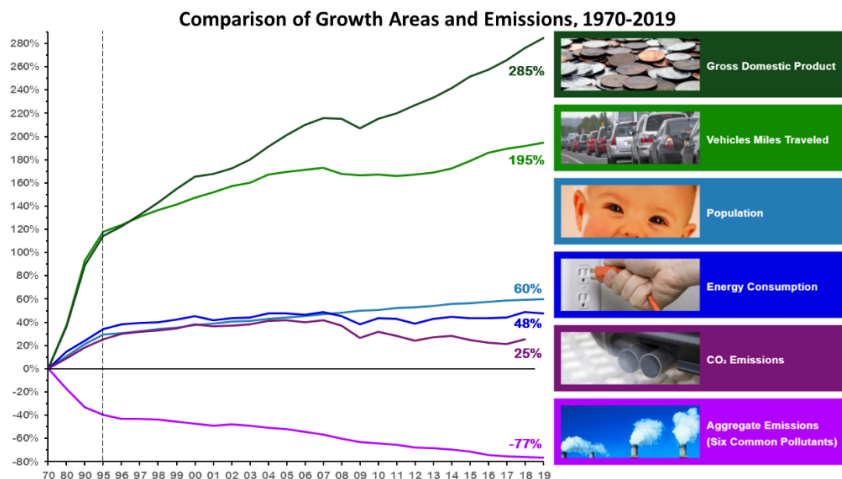 Comparison of Growth Areas and Emissions, 1970-2019
280%
260%
240%
220%
200%
180%
160%
140%
120%
100%
80%
60%
40%
20%
0%
-20%
-40%
-60%
-80%
285%
195%
60%
48%
25%
-77%
70 80 90 95 96 97 98 99 00 01 02 03 04 05 06 07 08 09 10 11 12 13 14 15 16 17 18 19
Gross Domestic Product
Vehicles Miles Traveled
Population
Energy Consumption
CO₂ Emissions
Aggregate Emissions
(Six Common Pollutants)